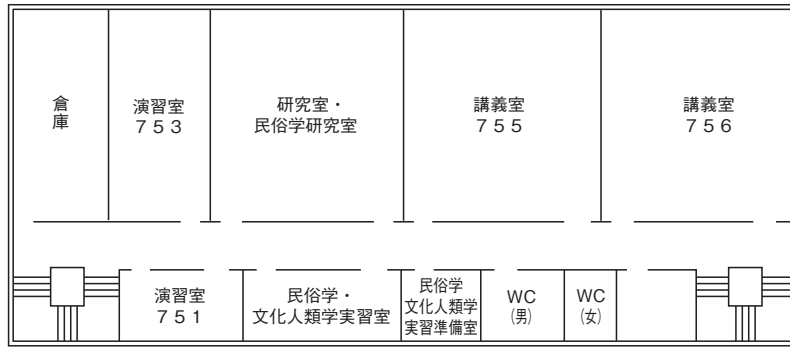 倉庫
演習室
７５３
研究室・
民俗学研究室
講義室
７５５
講義室
７５６
演習室
７５１
民俗学・
文化人類学実習室
民俗学
文化人類学
実習準備室
WC
(男)
WC
(女)